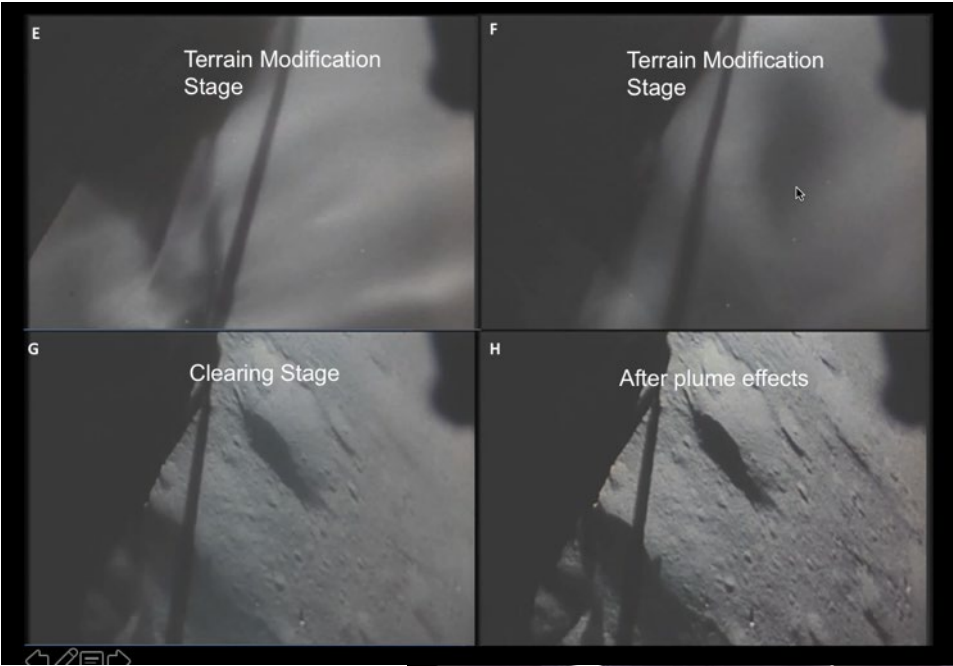 E
Terrain Modification
Stage
F
Terrain Modification
Stage
G
Clearing Stage
H
After plume effects